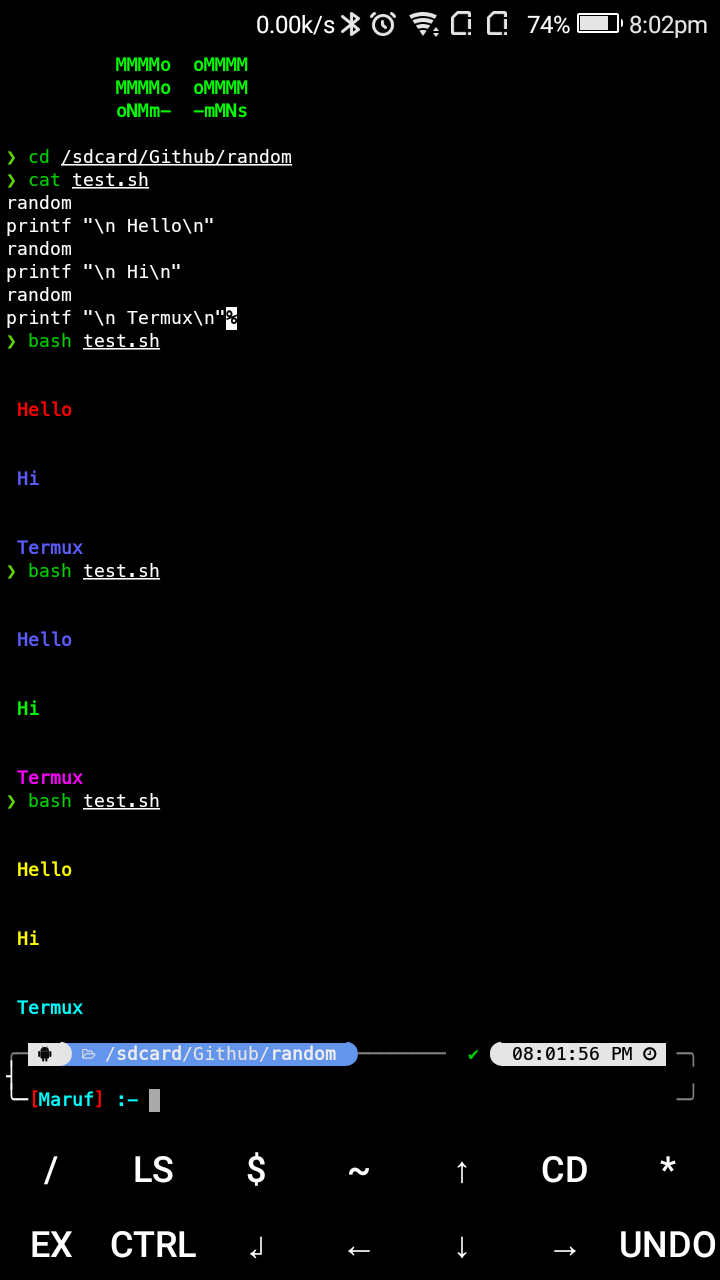 0.00k/s 74% 8:02pm
MMMMo  oMMMM
MMMMo  oMMMM
oNMm-  -mMNs
❯ cd /sdcard/Github/random
❯ cat test.sh
random
printf "\n Hello\n"
random
printf "\n Hi\n"
random
printf "\n Termux\n"%
❯ bash test.sh
Hello
Hi
Termux
❯ bash test.sh
Hello
Hi
Termux
❯ bash test.sh
Hello
Hi
Termux
/sdcard/Github/random ✔ 08:01:56 PM
[Maruf] :-
/ LS $ ~ ↑ CD *
EX CTRL ↲ ← ↓ → UNDO